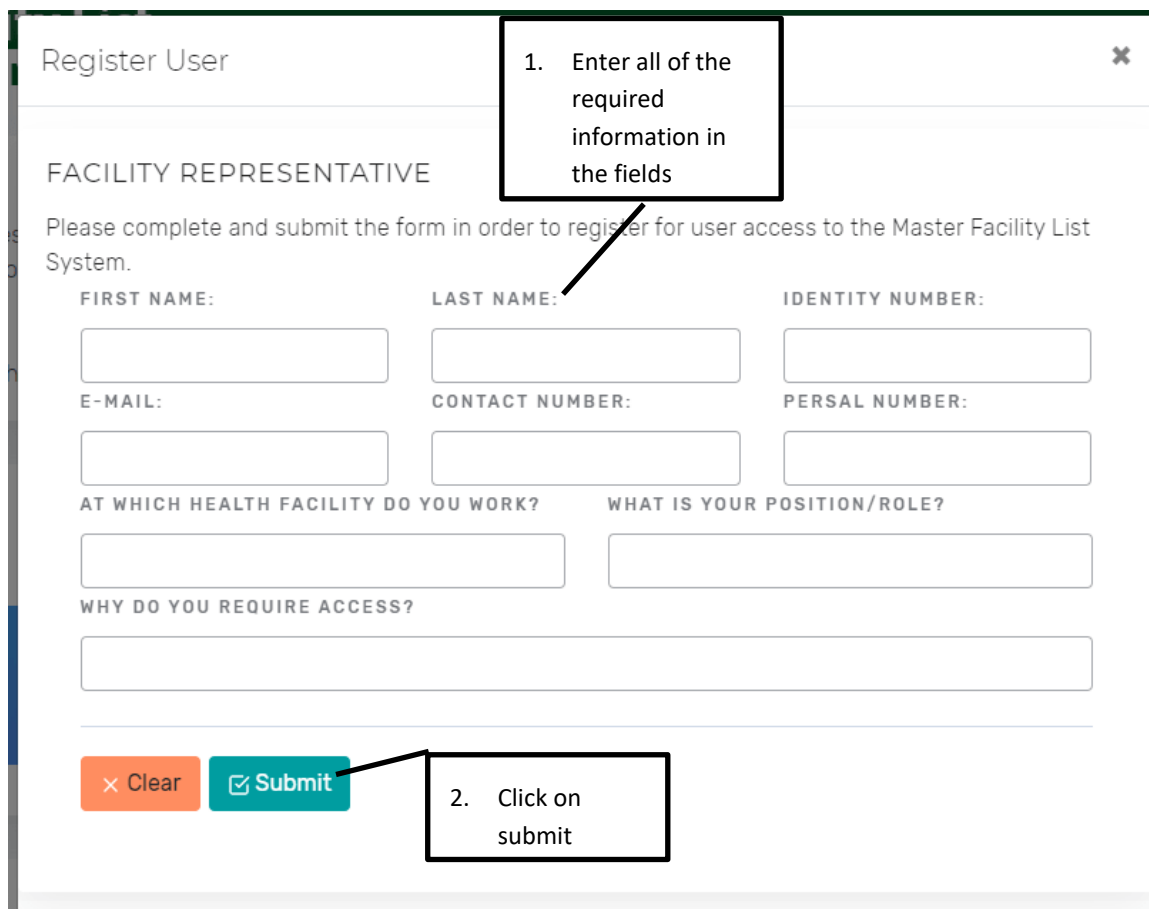 Register User
1. Enter all of the
required
information in
the fields
FACILITY REPRESENTATIVE
Please complete and submit the form in order to register for user access to the Master Facility List
System.
FIRST NAME: LAST NAME: IDENTITY NUMBER:
E-MAIL: CONTACT NUMBER: PERSAL NUMBER:
AT WHICH HEALTH FACILITY DO YOU WORK? WHAT IS YOUR POSITION/ROLE?
WHY DO YOU REQUIRE ACCESS?
Clear Submit
2. Click on
submit